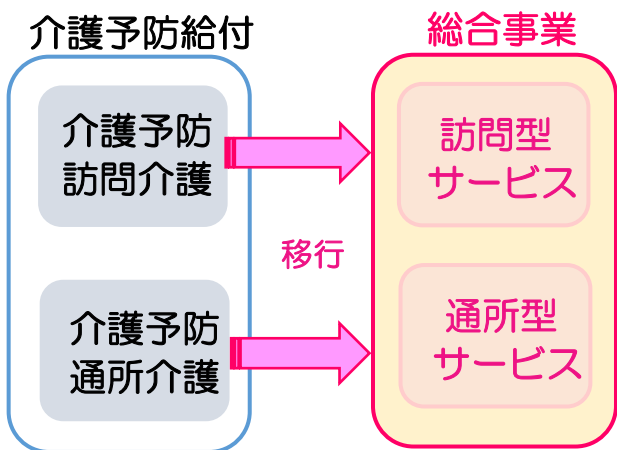 介護予防給付
介護予防
訪問介護
介護予防
通所介護
移行
総合事業
訪問型
サービス
通所型
サービス